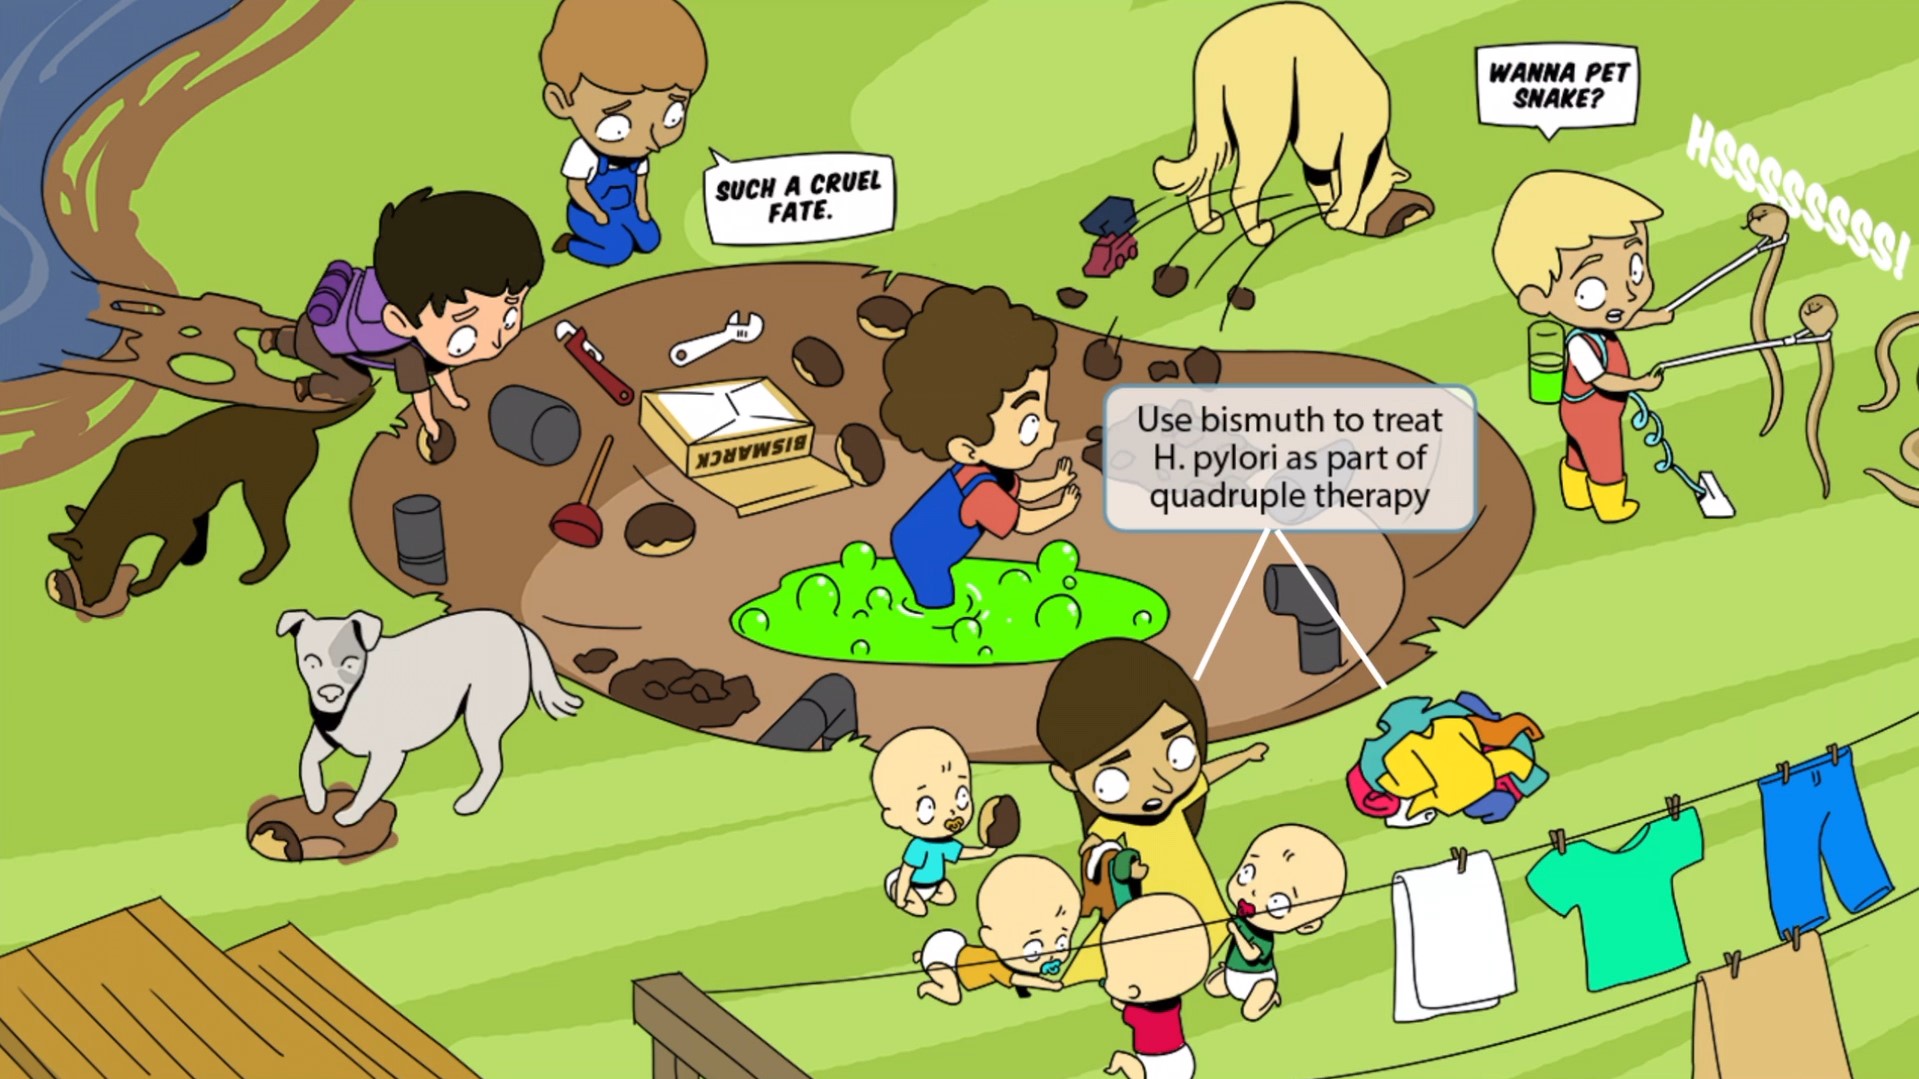 WANNA PET
SNAKE?
HSSSSSSSS!
SUCH A CRUEL
FATE.
BISMARCK
Use bismuth to treat
H. pylori as part of
quadruple therapy